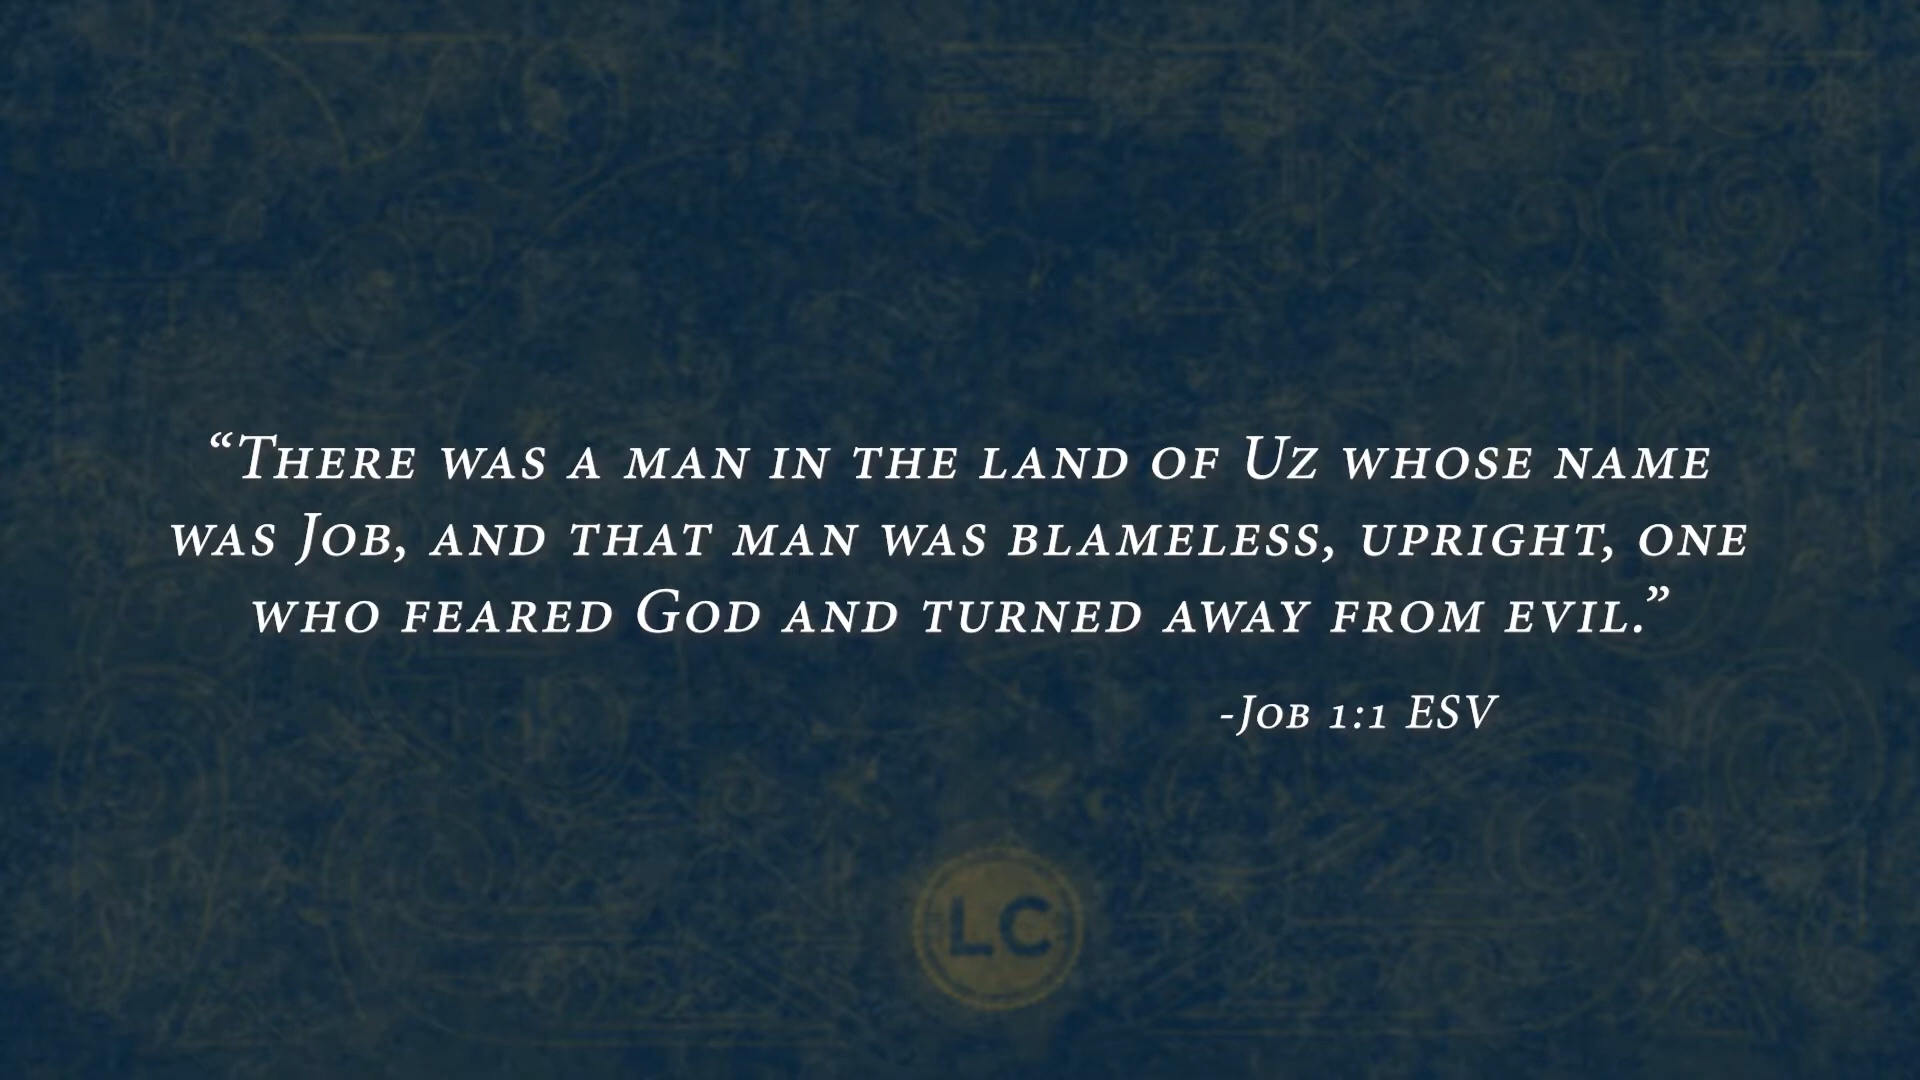 “There was a man in the land of Uz whose name
was Job, and that man was blameless, upright, one
who feared God and turned away from evil.”
-Job 1:1 ESV
LC